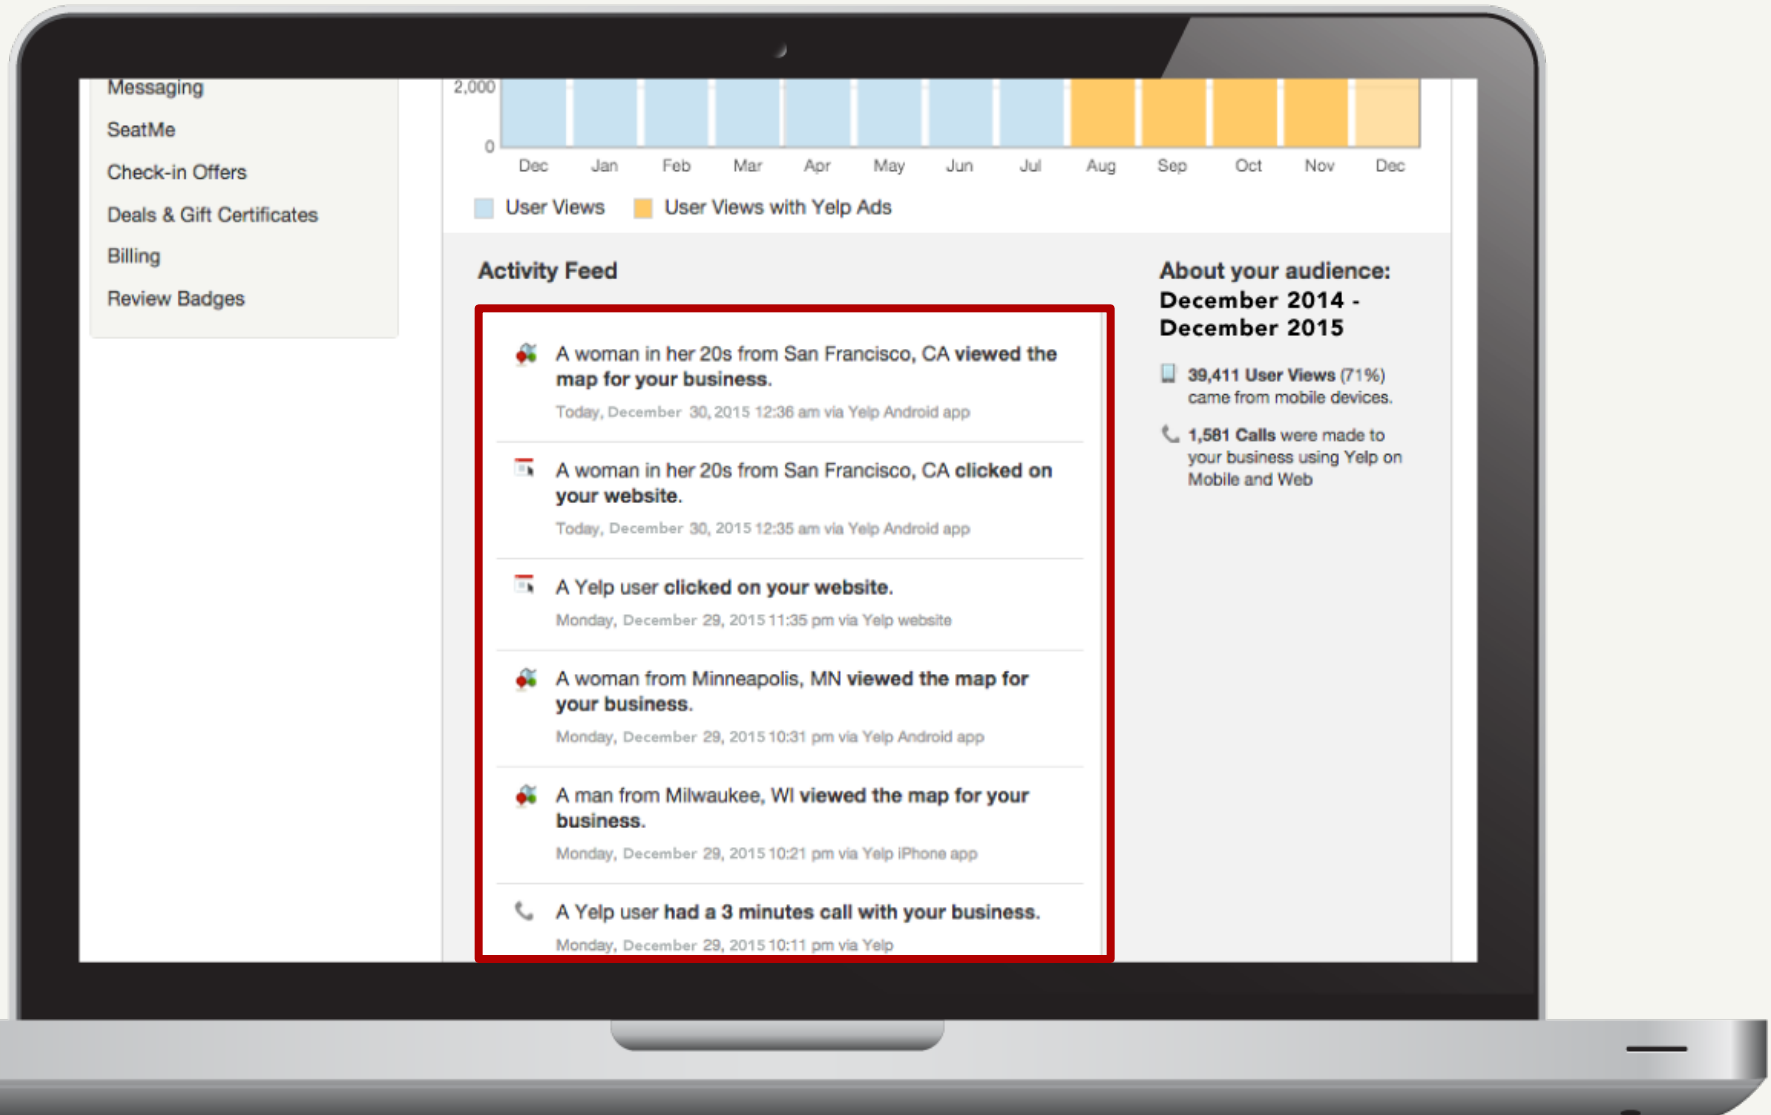 Messaging
SeatMe
Check-in Offers
Deals & Gift Certificates
Billing
Review Badges
2,000
0
Dec Jan Feb Mar Apr May Jun Jul Aug Sep Oct Nov Dec
User Views User Views with Yelp Ads
Activity Feed
A woman in her 20s from San Francisco, CA viewed the
map for your business.
Today, December 30, 2015 12:36 am via Yelp Android app
A woman in her 20s from San Francisco, CA clicked on
your website.
Today, December 30, 2015 12:35 am via Yelp Android app
A Yelp user clicked on your website.
Monday, December 29, 2015 11:35 pm via Yelp website
A woman from Minneapolis, MN viewed the map for
your business.
Monday, December 29, 2015 10:31 pm via Yelp Android app
A man from Milwaukee, WI viewed the map for your
business.
Monday, December 29, 2015 10:21 pm via Yelp iPhone app
A Yelp user had a 3 minutes call with your business.
Monday, December 29, 2015 10:11 pm via Yelp
About your audience:
December 2014 -
December 2015
39,411 User Views (71%)
came from mobile devices.
1,581 Calls were made to
your business using Yelp on
Mobile and Web